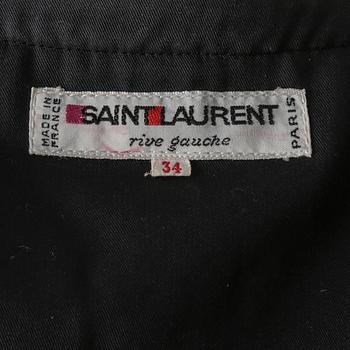 MADE IN
FRANCE
SAINT LAURENT
rive gauche
PARIS
34